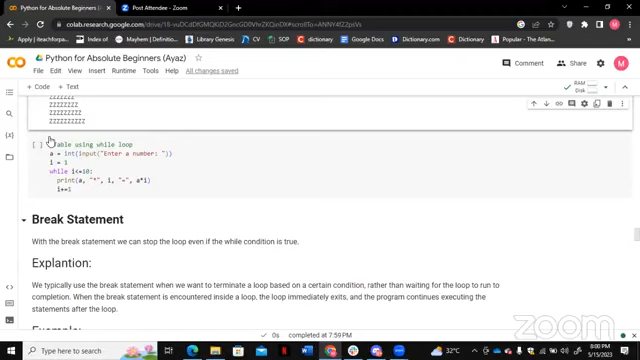 Python for Absolute Beginners (Ayaz)
Post Attendee - Zoom
colab.research.google.com/drive/
Apps
Index of
Mayhem | Definition...
Library Genesis
CV
SOP
dictionary
Google Docs
Dictionary.com
Popular - The Atlan...
Python for Absolute Beginners (Ayaz)
File Edit View Insert Runtime Tools Help All changes saved
Comment Share
+ Code + Text
RAM
Disk
ZZZZZZZ
ZZZZZZZZ
ZZZZZZZZZ
ZZZZZZZZZZ
[ ]
able using while loop
a = int(input("Enter a number: "))
i = 1
while i<=10:
print(a, "*", i, "=", a*i)
i+=1
Break Statement
With the break statement we can stop the loop even if the while condition is true.
Explantion:
We typically use the break statement when we want to terminate a loop based on a certain condition, rather than waiting for the loop to run to
completion. When the break statement is encountered inside a loop, the loop immediately exits, and the program continues executing the
statements after the loop.
Example:
0s completed at 7:59 PM
zoom
Type here to search
32°C
8:00 PM
5/15/2023